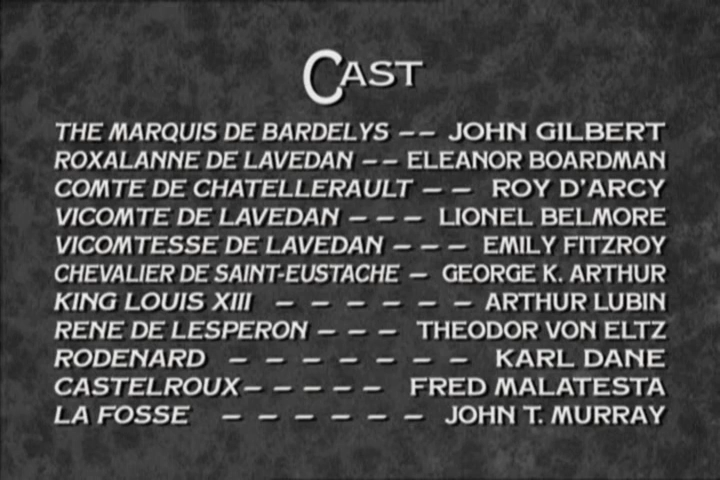 CAST
THE MARQUIS DE BARDELYS -- JOHN GILBERT
ROXALANNE DE LAVEDAN -- ELEANOR BOARDMAN
COMTE DE CHATELLERAULT -- ROY D'ARCY
VICOMTE DE LAVEDAN --- LIONEL BELMORE
VICOMTESSE DE LAVEDAN --- EMILY FITZROY
CHEVALIER DE SAINT-EUSTACHE - GEORGE K. ARTHUR
KING LOUIS XIII ------ ARTHUR LUBIN
RENE DE LESPERON --- THEODOR VON ELTZ
RODENARD ------- KARL DANE
CASTELROUX----- FRED MALATESTA
LA FOSSE ------ JOHN T. MURRAY